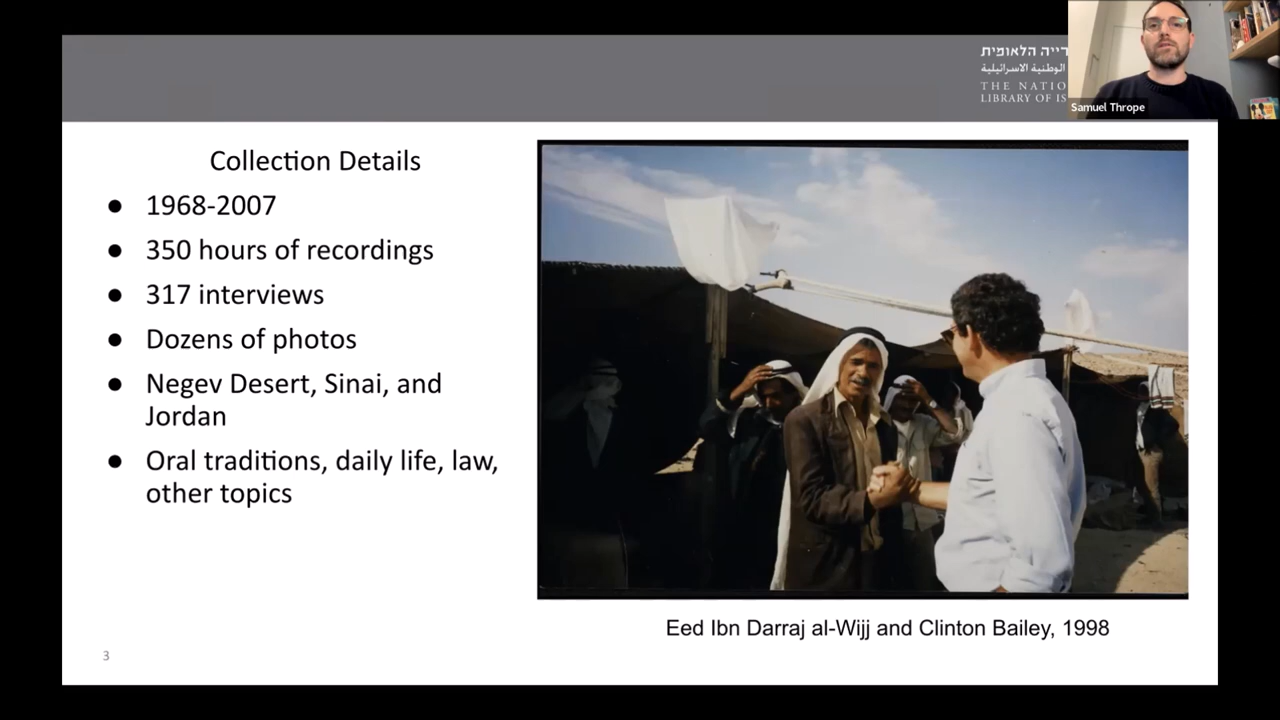 רייה הלאומית
الوطنية الاسرائيلية
THE NATIO
LIBRARY OF IS
Samuel Thrope
Collection Details
● 1968-2007
● 350 hours of recordings
● 317 interviews
● Dozens of photos
● Negev Desert, Sinai, and
Jordan
● Oral traditions, daily life, law,
other topics
Eed Ibn Darraj al-Wijj and Clinton Bailey, 1998
3